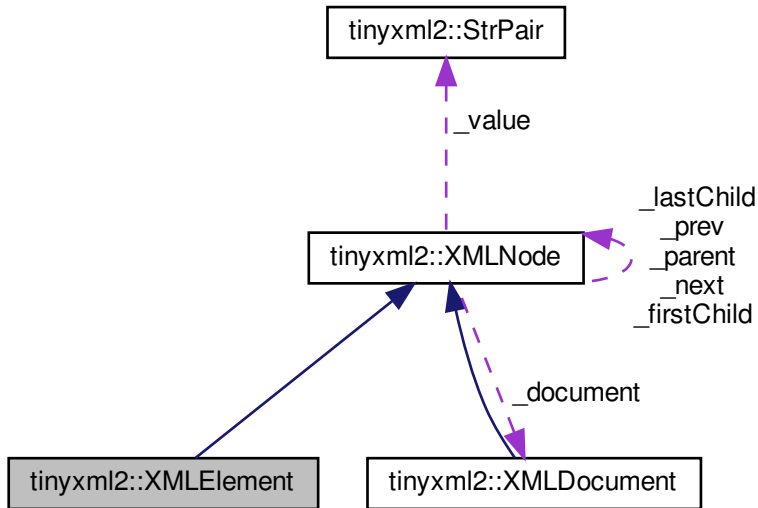 tinyxml2::StrPair
_value
_lastChild
_prev
_parent
_next
_firstChild
tinyxml2::XMLNode
_document
tinyxml2::XMLElement
tinyxml2::XMLDocument